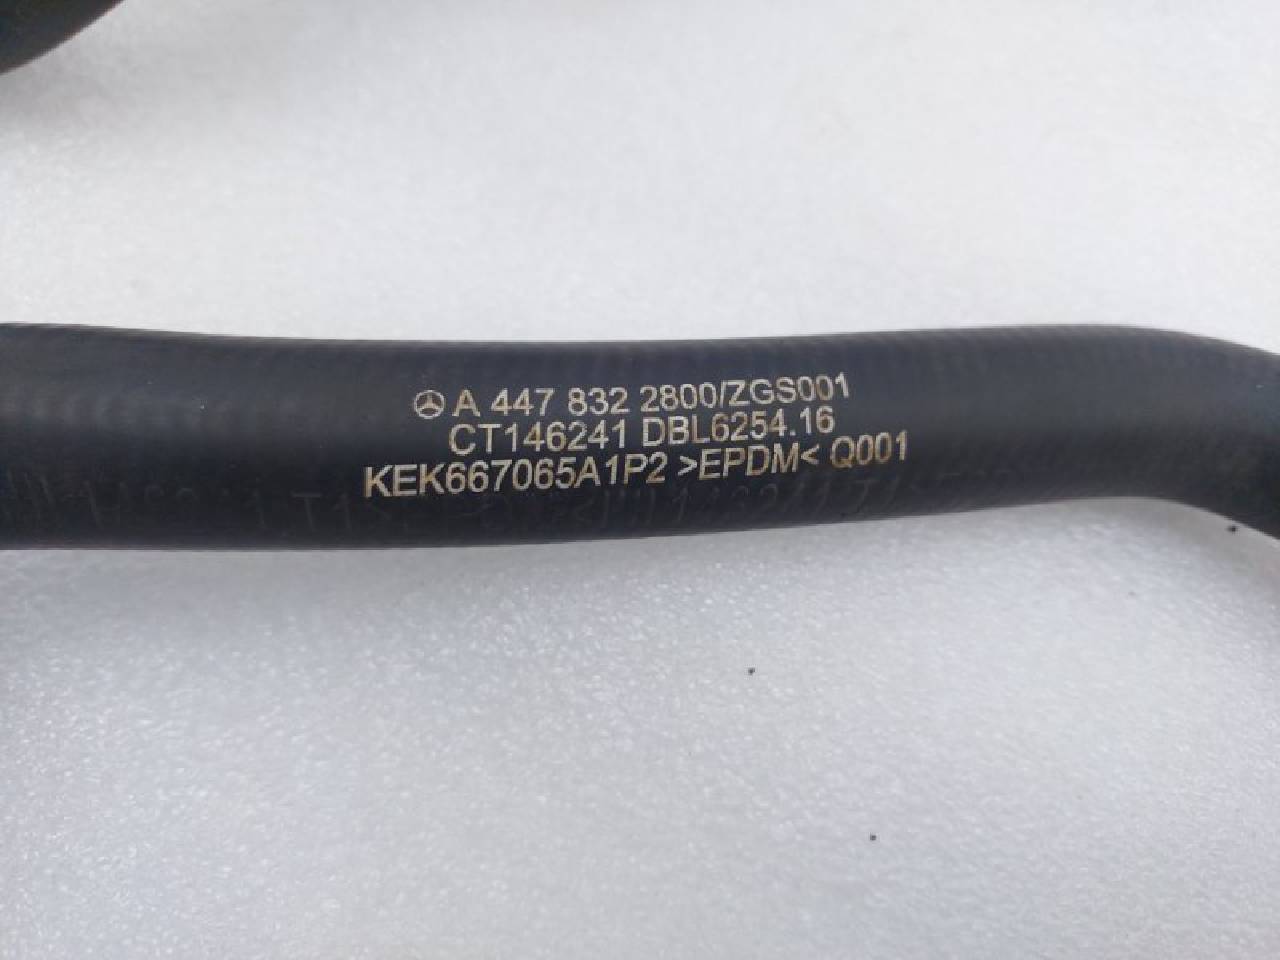 A 447 832 2800/ZGS001
CT146241 DBL6254.16
KEK667065A1P2 >EPDM< Q001